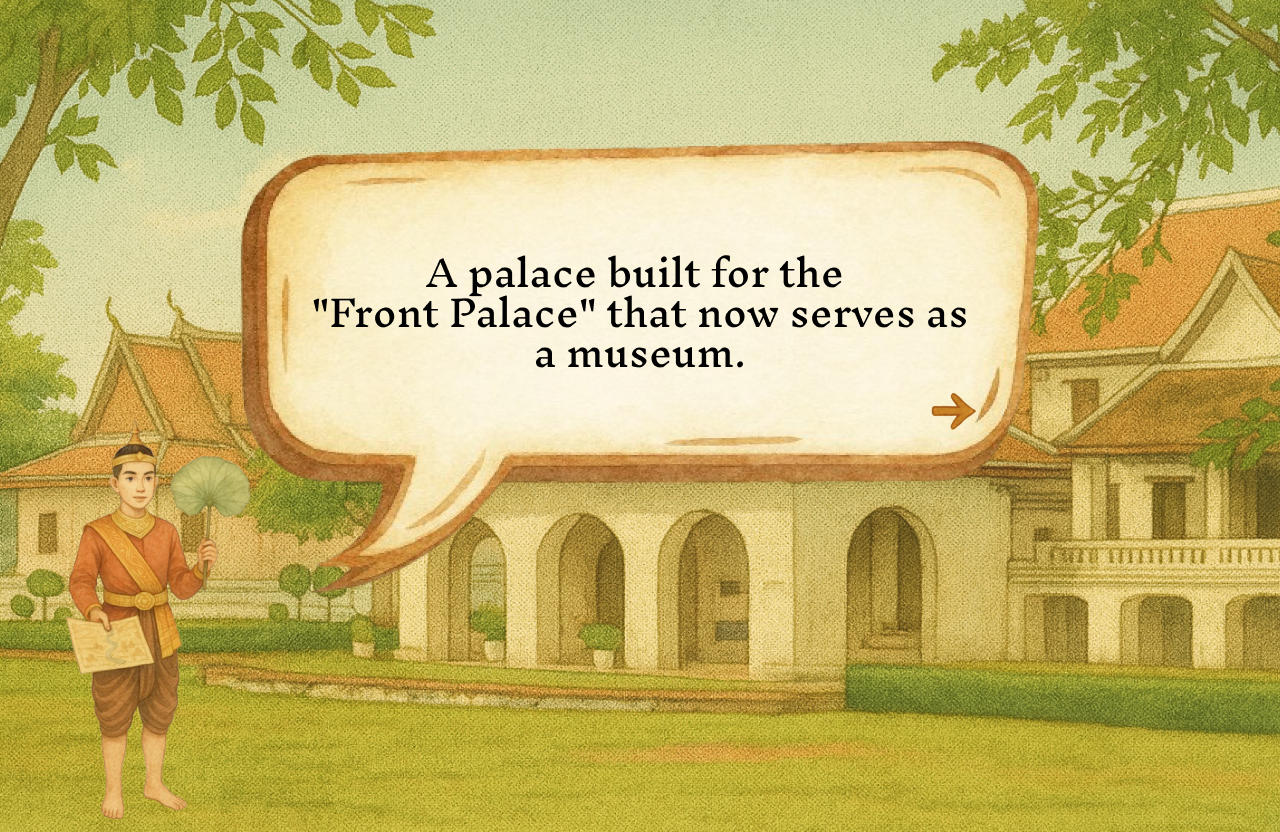 A palace built for the
"Front Palace" that now serves as
a museum.